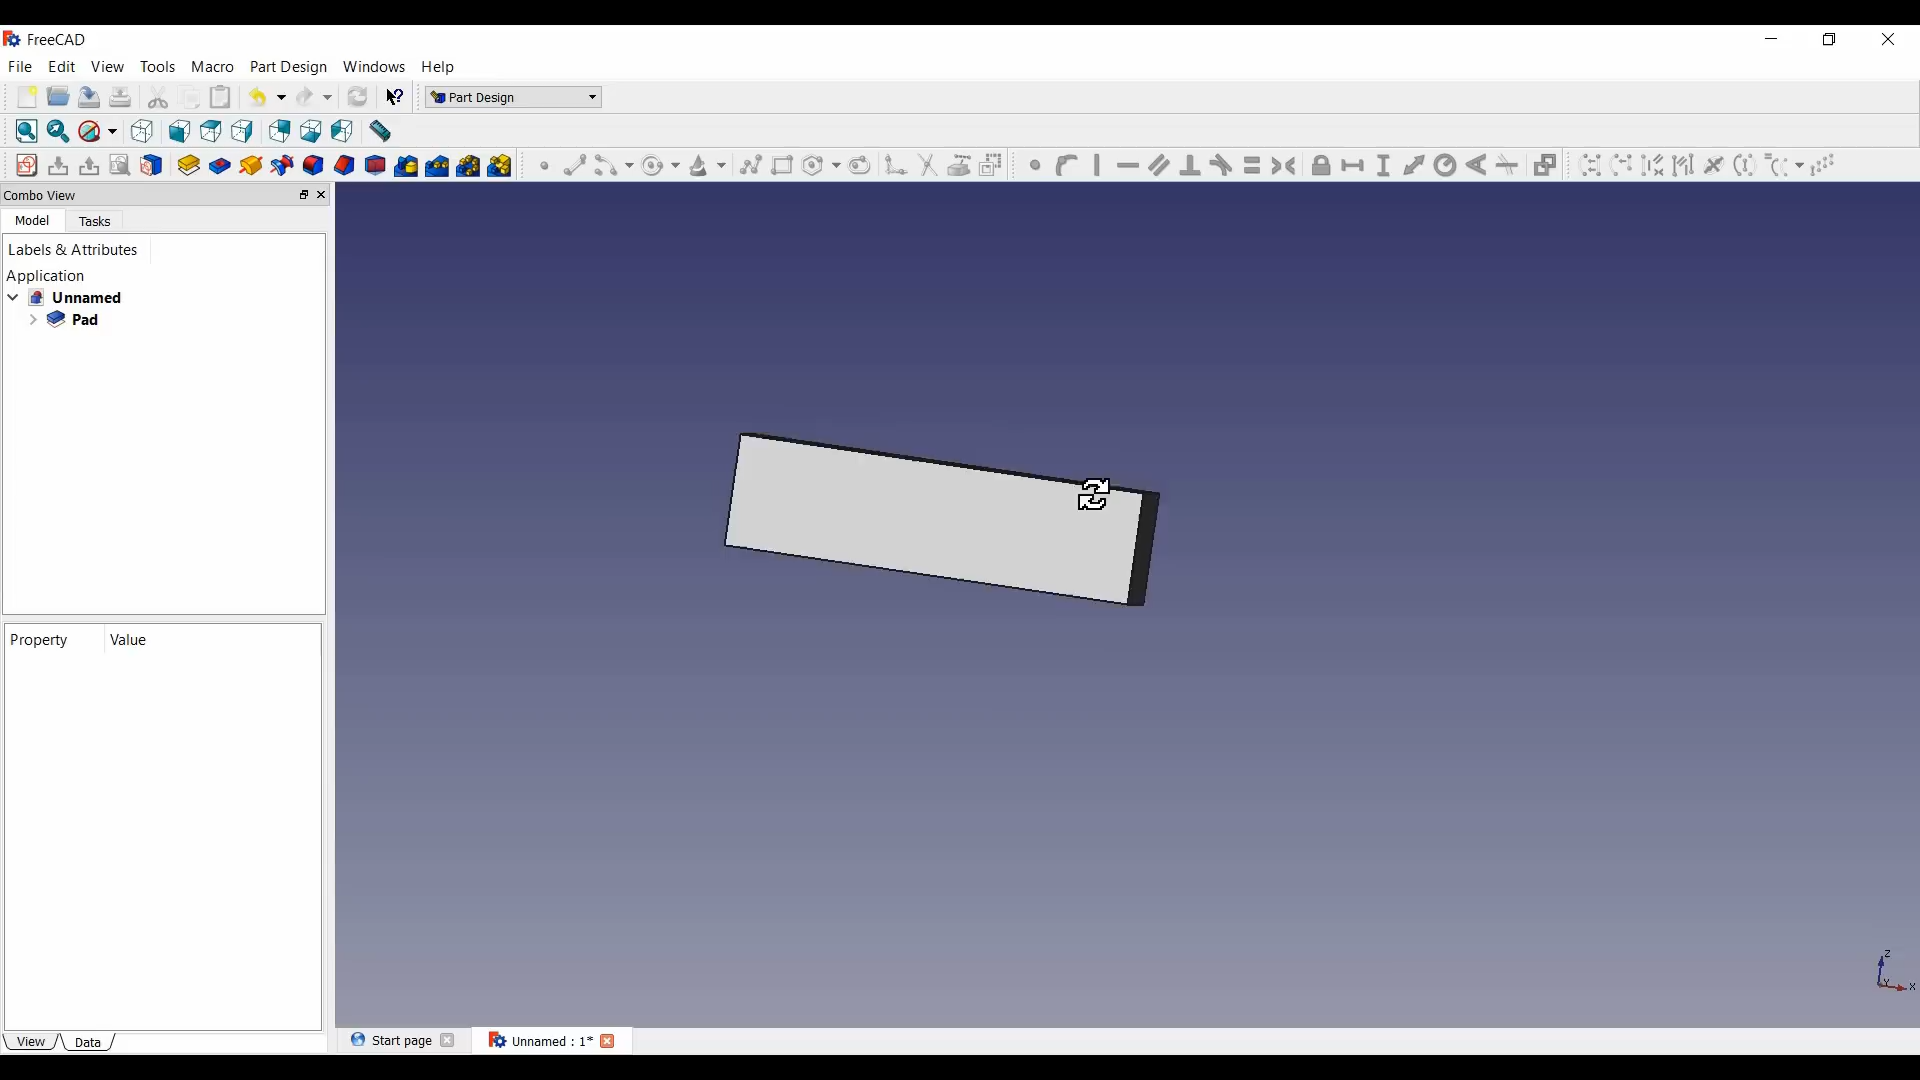 FreeCAD
File Edit View Tools Macro Part Design Windows Help
Part Design
Combo View
Model Tasks
Labels & Attributes
Application
Unnamed
Pad
Property Value
View Data
Start page Unnamed : 1*
Z
Y
X